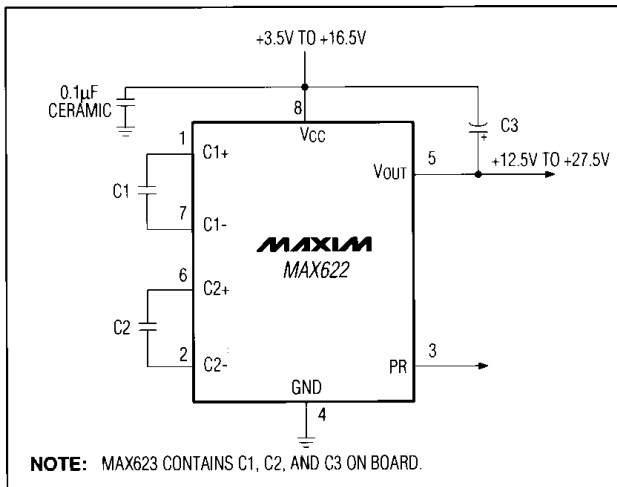 +3.5V TO +16.5V
0.1µF
CERAMIC
8
VCC
C3
+
1
C1+
5
VOUT
+12.5V TO +27.5V
C1
7
C1-
MAXIM
MAX622
6
C2+
C2
2
C2-
PR
3
GND
4
NOTE: MAX623 CONTAINS C1, C2, AND C3 ON BOARD.